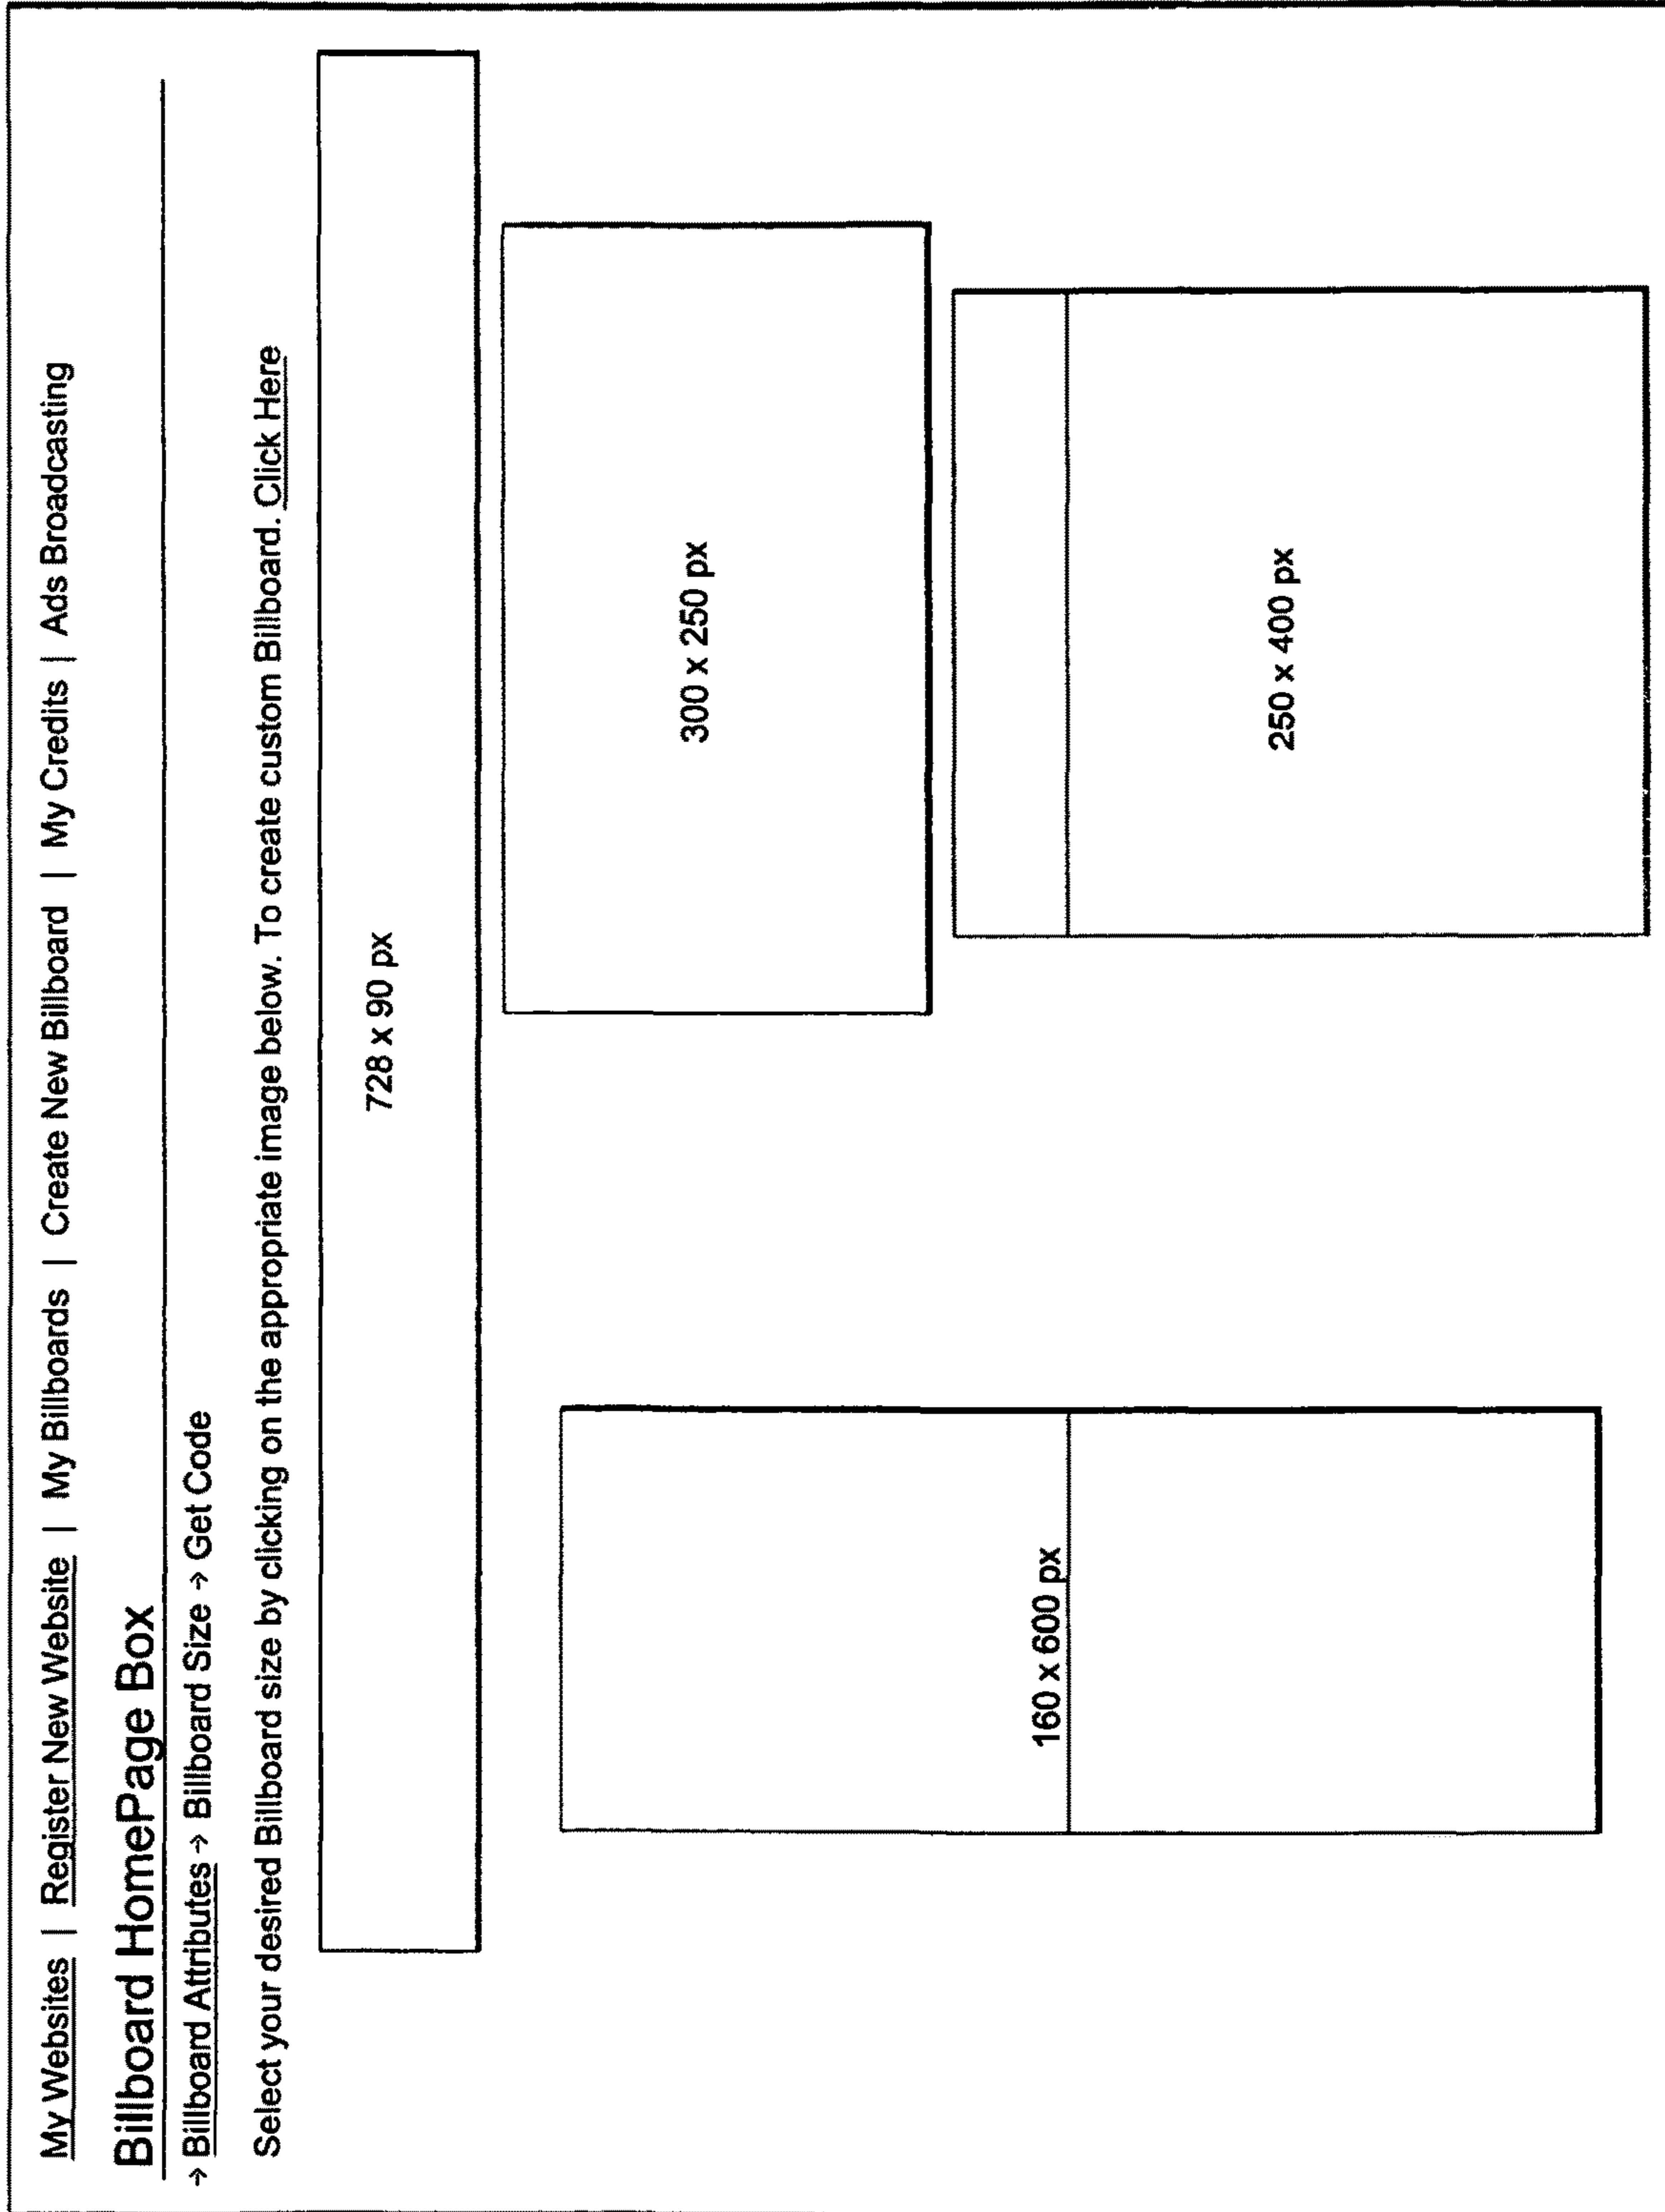 My Websites | Register New Website | My Billboards | Create New Billboard | My Credits | Ads Broadcasting
Billboard HomePage Box
→ Billboard Attributes → Billboard Size → Get Code
Select your desired Billboard size by clicking on the appropriate image below. To create custom Billboard. Click Here
728 x 90 px
300 x 250 px
160 x 600 px
250 x 400 px